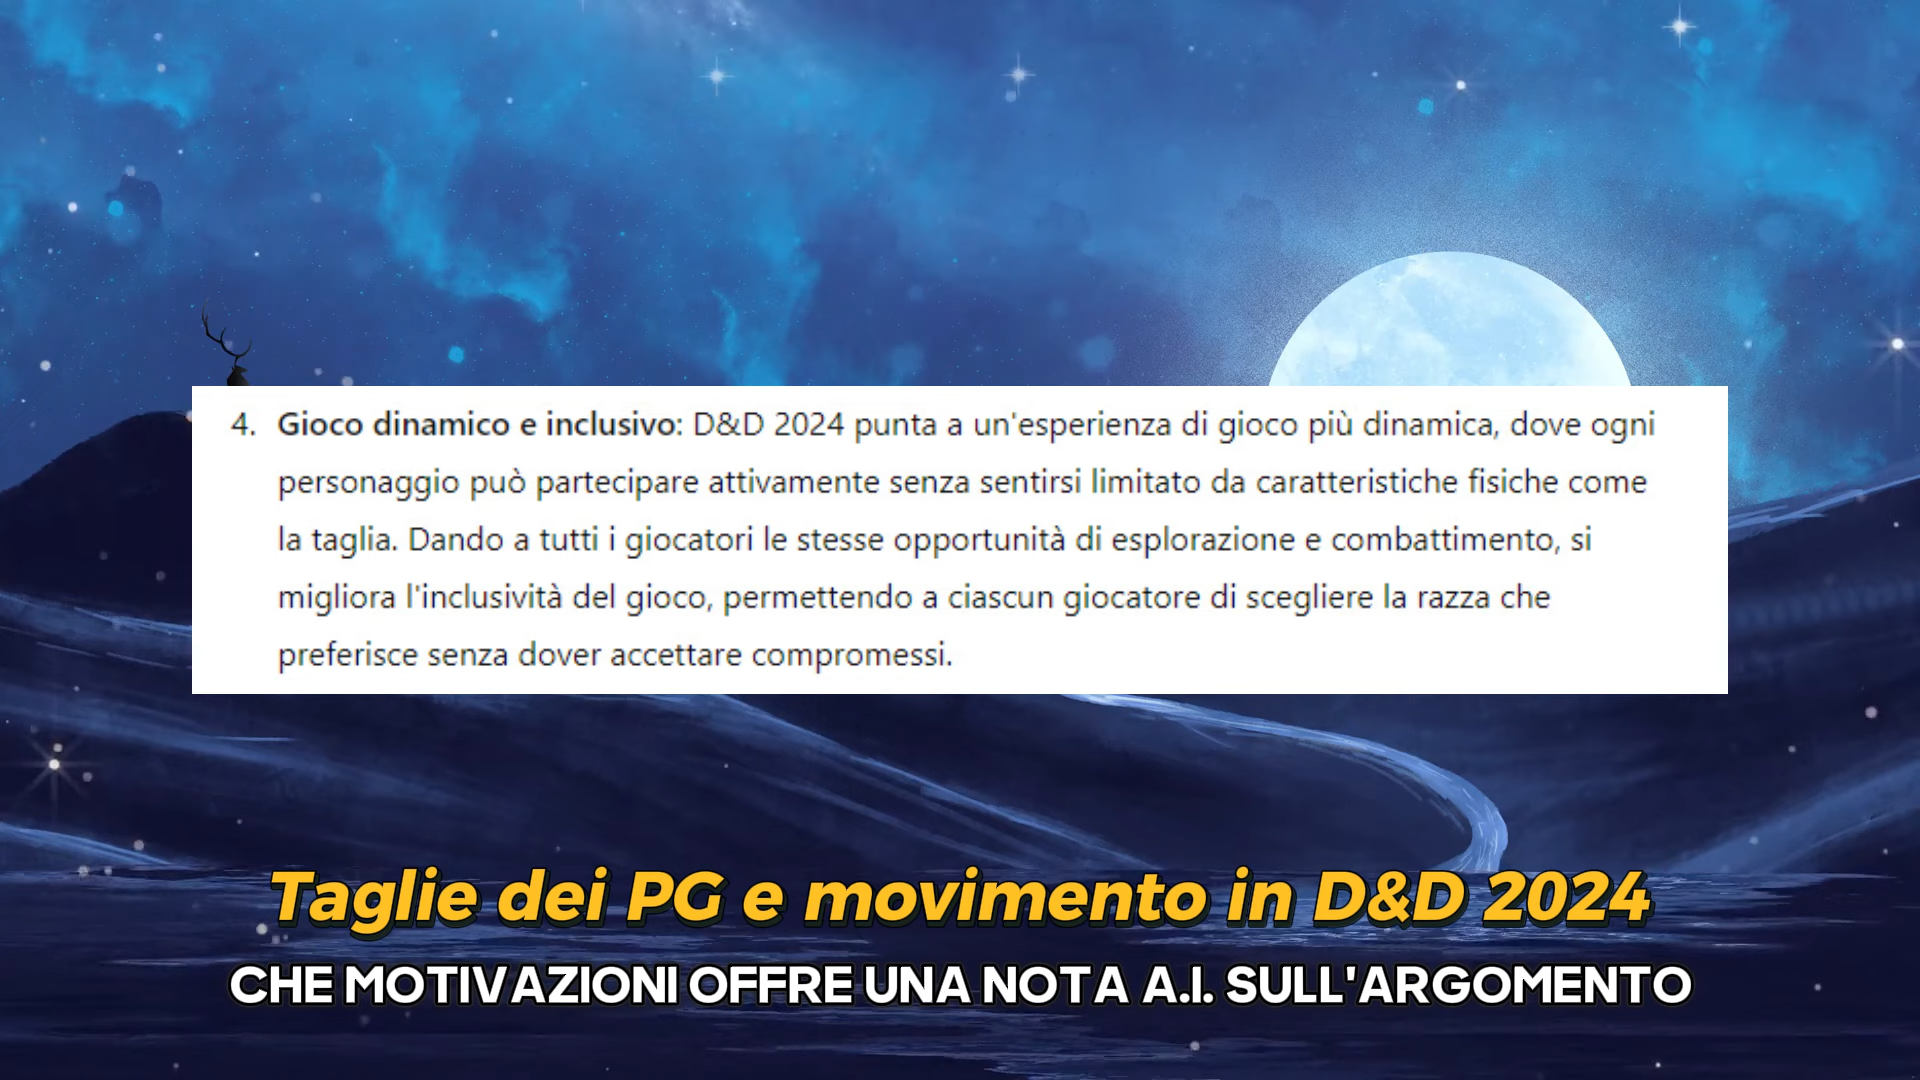 4. Gioco dinamico e inclusivo: D&D 2024 punta a un'esperienza di gioco più dinamica, dove ogni
personaggio può partecipare attivamente senza sentirsi limitato da caratteristiche fisiche come
la taglia. Dando a tutti i giocatori le stesse opportunità di esplorazione e combattimento, si
migliora l'inclusività del gioco, permettendo a ciascun giocatore di scegliere la razza che
preferisce senza dover accettare compromessi.
Taglie dei PG e movimento in D&D 2024
CHE MOTIVAZIONI OFFRE UNA NOTA A.I. SULL'ARGOMENTO